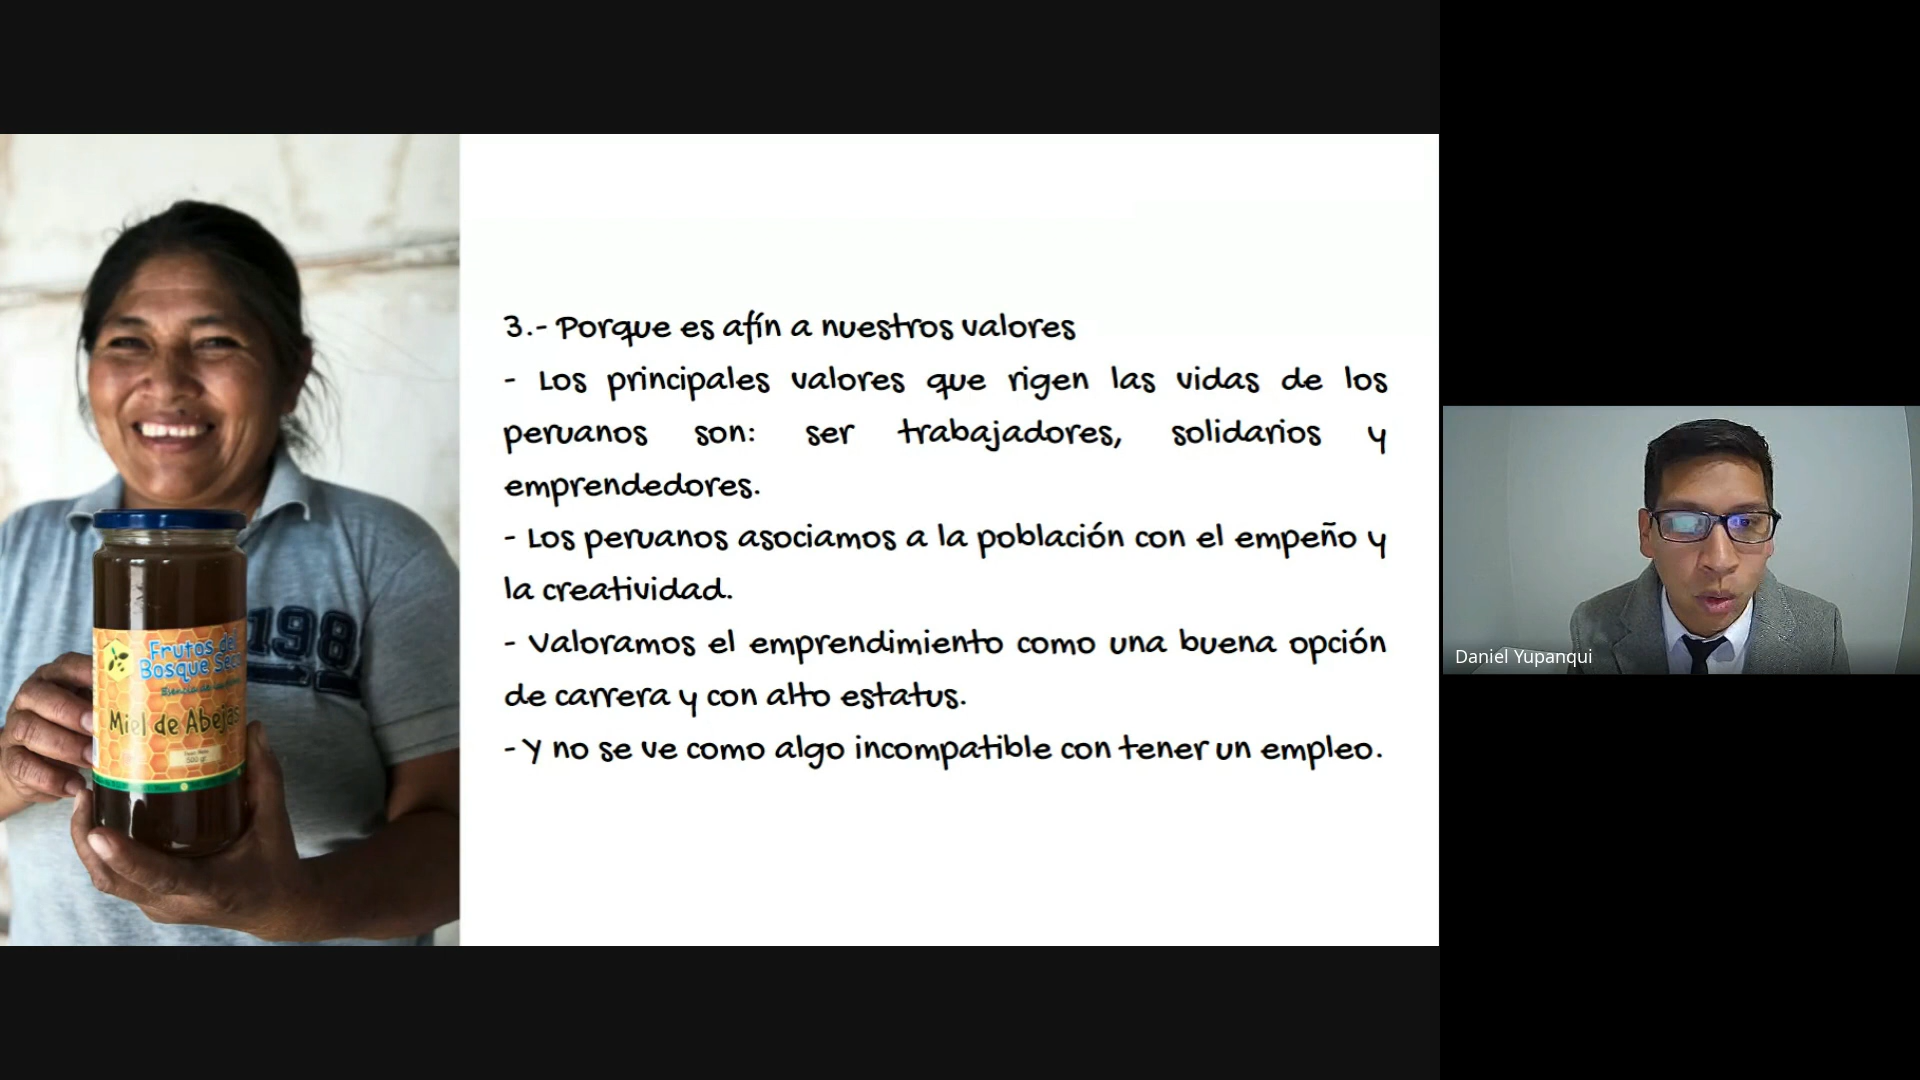 3.- Porque es afín a nuestros valores
- Los principales valores que rigen las vidas de los
peruanos son: ser trabajadores, solidarios y
emprendedores.
- Los peruanos asociamos a la población con el empeño y
la creatividad.
- Valoramos el emprendimiento como una buena opción
de carrera y con alto estatus.
- Y no se ve como algo incompatible con tener un empleo.
198
Frutos del
Bosque Seco
Miel de Abejas
Daniel Yupanqui